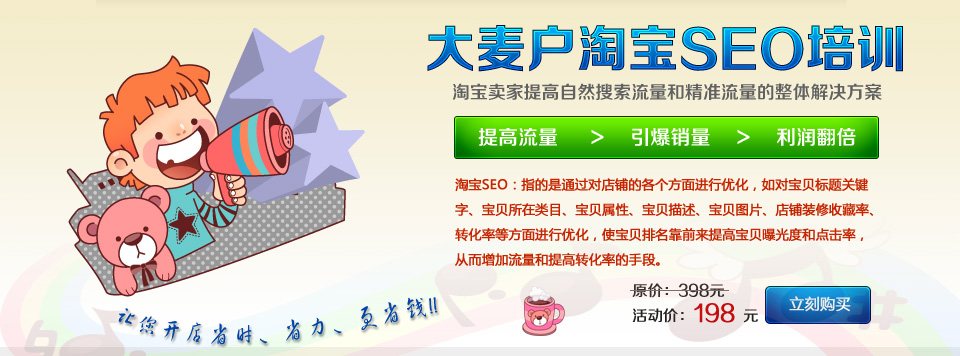 大麦户淘宝SEO培训
淘宝卖家提高自然搜索流量和精准流量的整体解决方案
提高流量 > 引爆销量 > 利润翻倍
淘宝SEO：指的是通过对店铺的各个方面进行优化，如对宝贝标题关键
字、宝贝所在类目、宝贝属性、宝贝描述、宝贝图片、店铺装修收藏率、
转化率等方面进行优化，使宝贝排名靠前来提高宝贝曝光度和点击率，
从而增加流量和提高转化率的手段。
让您开店省时、省力、更省钱!!
原价：398元
活动价：198 元
立刻购买